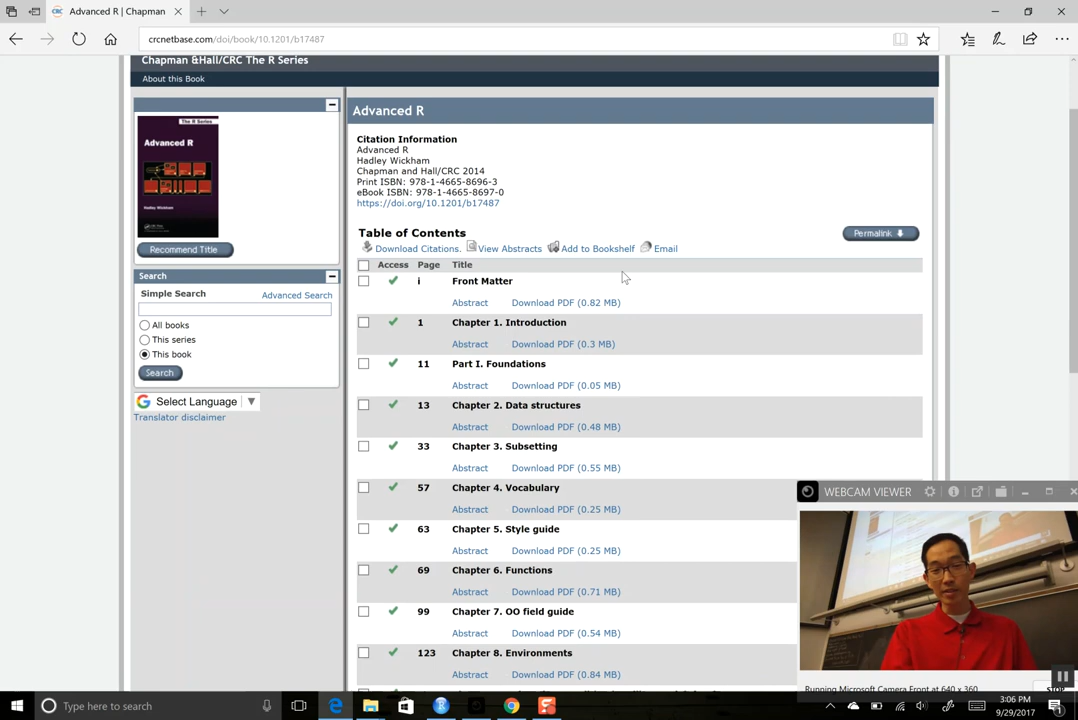 Advanced R | Chapman
crcnetbase.com/doi/book/10.1201/b17487
Chapman &Hall/CRC The R Series
About this Book
The R Series
Advanced R
Hadley Wickham
Recommend Title
Search
Simple Search Advanced Search
All books
This series
This book
Search
Select Language
Translator disclaimer
Advanced R
Citation Information
Advanced R
Hadley Wickham
Chapman and Hall/CRC 2014
Print ISBN: 978-1-4665-8696-3
eBook ISBN: 978-1-4665-8697-0
https://doi.org/10.1201/b17487
Table of Contents
Permalink
Download Citations. View Abstracts Add to Bookshelf Email
Access Page Title
i Front Matter
Abstract Download PDF (0.82 MB)
1 Chapter 1. Introduction
Abstract Download PDF (0.3 MB)
11 Part I. Foundations
Abstract Download PDF (0.05 MB)
13 Chapter 2. Data structures
Abstract Download PDF (0.48 MB)
33 Chapter 3. Subsetting
Abstract Download PDF (0.55 MB)
57 Chapter 4. Vocabulary
Abstract Download PDF (0.25 MB)
63 Chapter 5. Style guide
Abstract Download PDF (0.25 MB)
69 Chapter 6. Functions
Abstract Download PDF (0.71 MB)
99 Chapter 7. OO field guide
Abstract Download PDF (0.54 MB)
123 Chapter 8. Environments
Abstract Download PDF (0.84 MB)
WEBCAM VIEWER
Running Microsoft Camera Front at 640 x 360
Type here to search
3:06 PM
9/29/2017